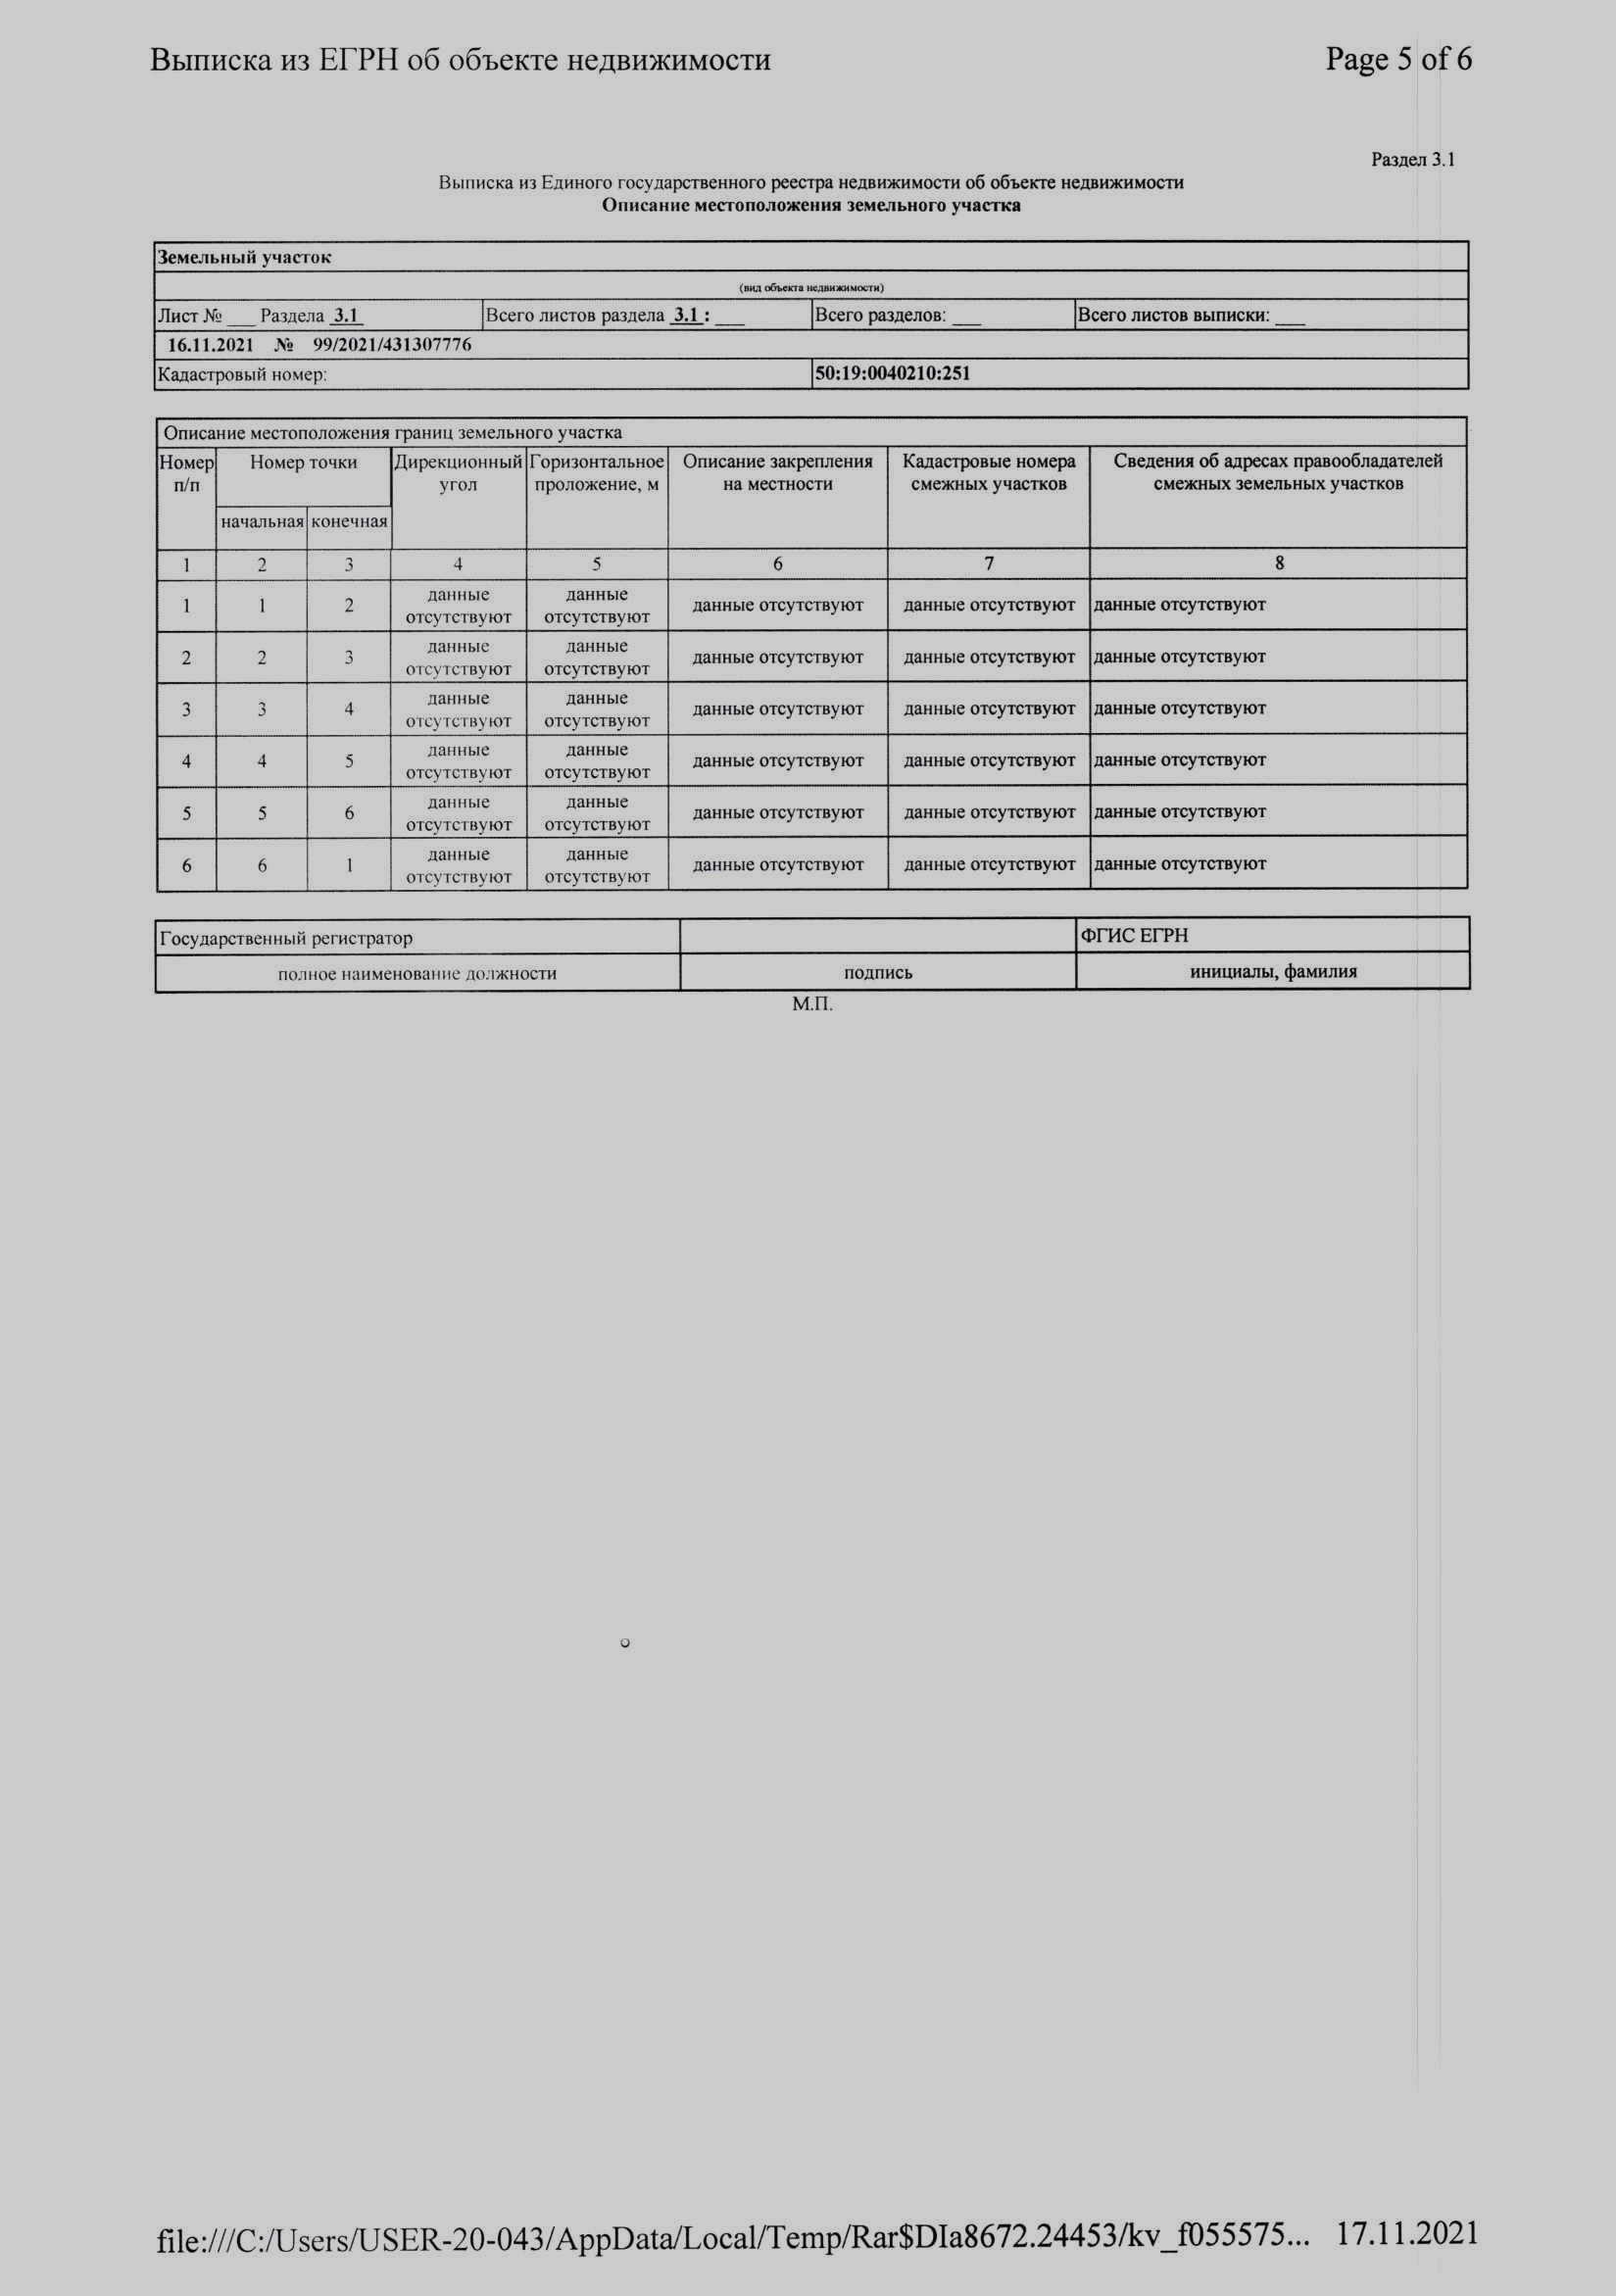 Выписка из ЕГРН об объекте недвижимости Page 5 of 6
Раздел 3.1
Выписка из Единого государственного реестра недвижимости об объекте недвижимости
Описание местоположения земельного участка
Земельный участок
(вид объекта недвижимости)
Лист № ___ Раздела 3.1 Всего листов раздела 3.1 : ___ Всего разделов: ___ Всего листов выписки: ___
16.11.2021 № 99/2021/431307776
Кадастровый номер: 50:19:0040210:251
Описание местоположения границ земельного участка
Номер Номер точки Дирекционный Горизонтальное Описание закрепления Кадастровые номера Сведения об адресах правообладателей
п/п угол проложение, м на местности смежных участков смежных земельных участков
начальная конечная
1 2 3 4 5 6 7 8
данные данные
1 1 2 данные отсутствуют данные отсутствуют данные отсутствуют
отсутствуют отсутствуют
данные данные
2 2 3 данные отсутствуют данные отсутствуют данные отсутствуют
отсутствуют отсутствуют
данные данные
3 3 4 данные отсутствуют данные отсутствуют данные отсутствуют
отсутствуют отсутствуют
данные данные
4 4 5 данные отсутствуют данные отсутствуют данные отсутствуют
отсутствуют отсутствуют
данные данные
5 5 6 данные отсутствуют данные отсутствуют данные отсутствуют
отсутствуют отсутствуют
данные данные
6 6 1 данные отсутствуют данные отсутствуют данные отсутствуют
отсутствуют отсутствуют
Государственный регистратор ФГИС ЕГРН
полное наименование должности подпись инициалы, фамилия
М.П.
file:///C:/Users/USER-20-043/AppData/Local/Temp/Rar$DIa8672.24453/kv_f055575... 17.11.2021